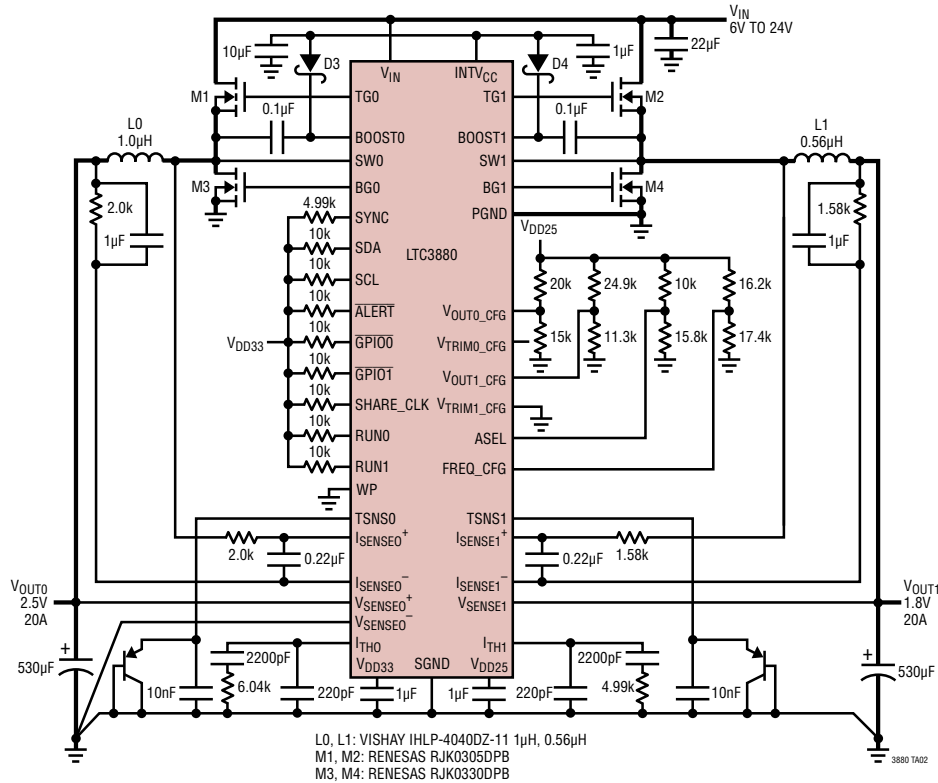 VIN
6V TO 24V
10µF
D3
VIN
INTVCC
D4
1µF
22µF
M1
TG0
TG1
M2
0.1µF
0.1µF
L0
1.0µH
BOOST0
BOOST1
L1
0.56µH
SW0
SW1
M3
BG0
BG1
M4
2.0k
1µF
4.99k
SYNC
PGND
1.58k
1µF
10k
SDA
LTC3880
VDD25
10k
SCL
20k
24.9k
10k
16.2k
10k
ALERT
VOUT0_CFG
VDD33
10k
GPIO0
VTRIM0_CFG
15k
11.3k
15.8k
17.4k
10k
GPIO1
VOUT1_CFG
10k
SHARE_CLK
VTRIM1_CFG
10k
RUN0
ASEL
10k
RUN1
FREQ_CFG
WP
TSNS0
TSNS1
2.0k
ISENSE0+
ISENSE1+
1.58k
0.22µF
0.22µF
VOUT0
2.5V
20A
ISENSE0–
ISENSE1–
VOUT1
1.8V
20A
VSENSE0+
VSENSE1
VSENSE0–
ITH0
ITH1
+
530µF
10nF
2200pF
6.04k
220pF
VDD33
1µF
SGND
VDD25
1µF
220pF
2200pF
4.99k
10nF
+
530µF
L0, L1: VISHAY IHLP-4040DZ-11 1µH, 0.56µH
M1, M2: RENESAS RJK0305DPB
M3, M4: RENESAS RJK0330DPB
3880 TA02